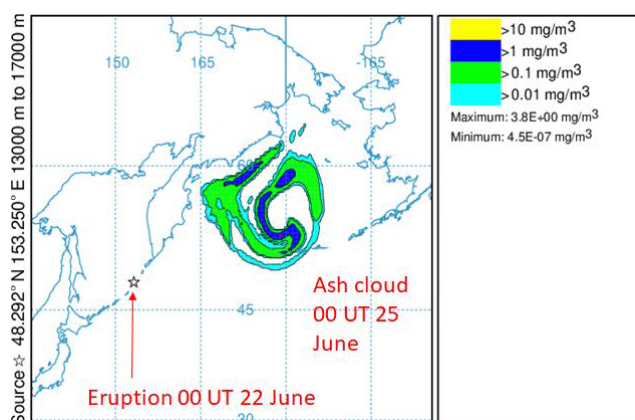 Source ☆ 48.292° N 153.250° E 13000 m to 17000 m
150 165 -165
60
45
30
Ash cloud
00 UT 25
June
Eruption 00 UT 22 June
>10 mg/m3
>1 mg/m3
>0.1 mg/m3
>0.01 mg/m3
Maximum: 3.8E+00 mg/m3
Minimum: 4.5E-07 mg/m3